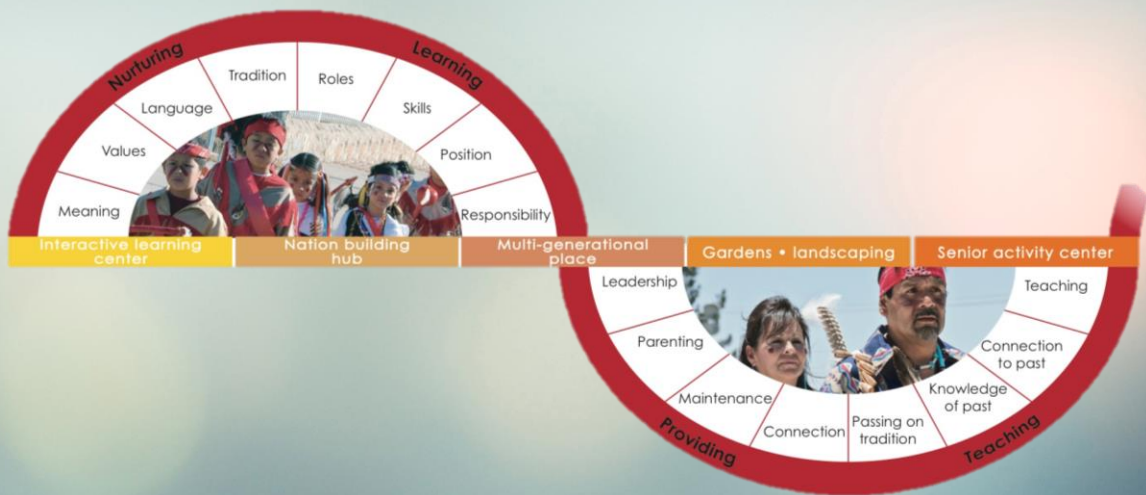 Nurturing
Learning
Meaning
Values
Language
Tradition
Roles
Skills
Position
Responsibility
Interactive learning
center
Nation building
hub
Multi-generational
place
Gardens • landscaping
Senior activity center
Leadership
Parenting
Maintenance
Connection
Passing on
tradition
Knowledge
of past
Connection
to past
Teaching
Providing
Teaching